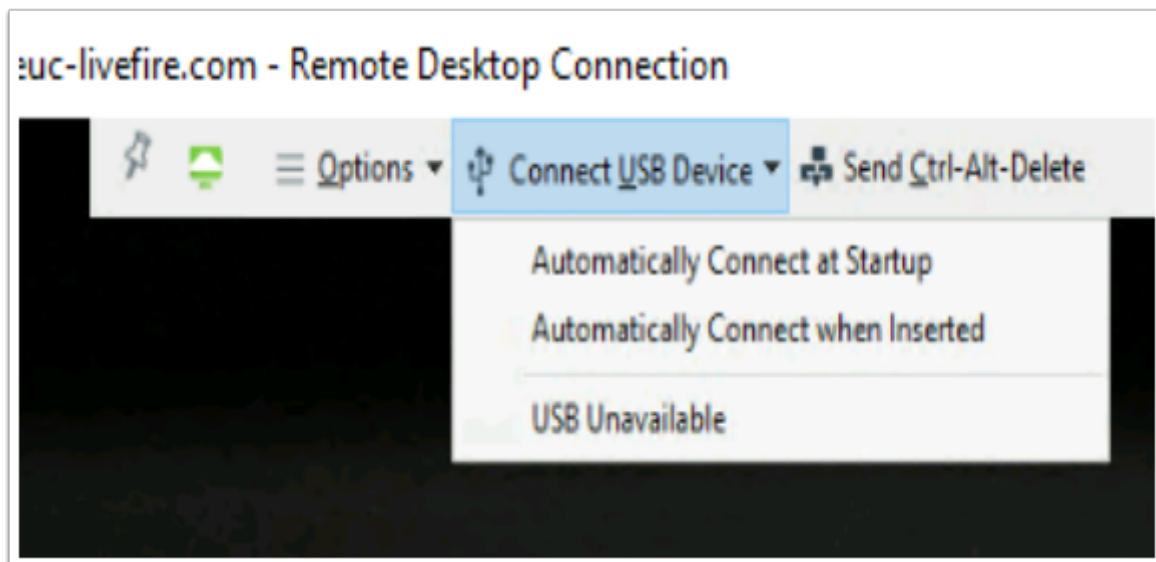 euc-livefire.com - Remote Desktop Connection
Options Connect USB Device Send Ctrl-Alt-Delete
Automatically Connect at Startup
Automatically Connect when Inserted
USB Unavailable